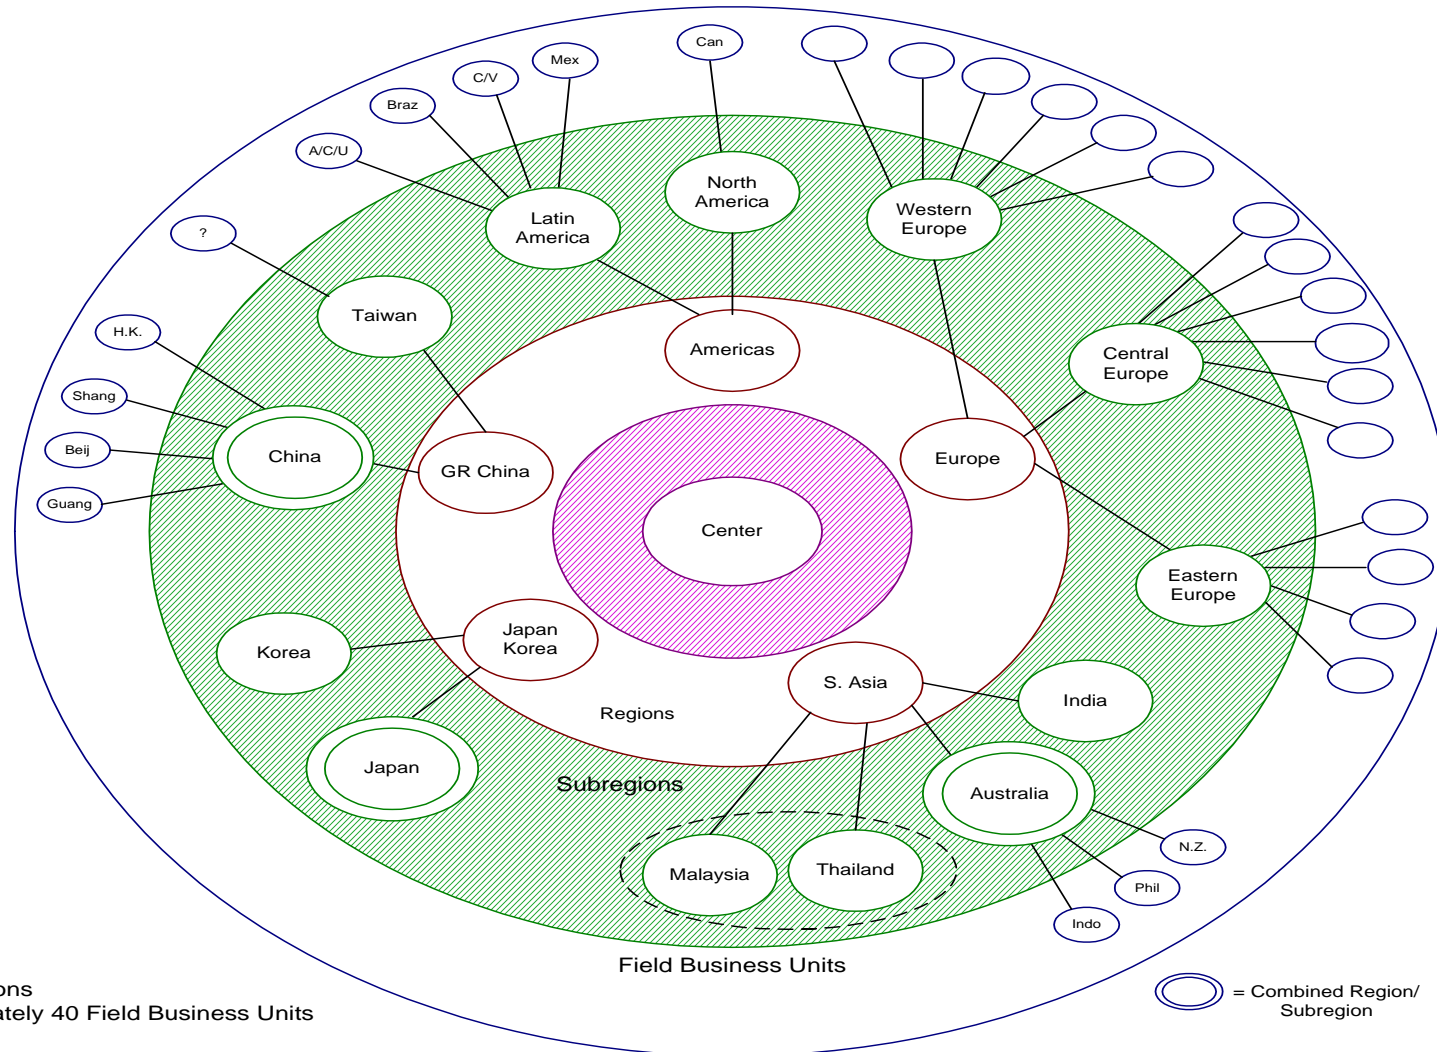 Can
Mex
C/V
Braz
A/C/U
?
H.K.
Shang
Beij
Guang
North
America
Latin
America
Western
Europe
Taiwan
Americas
Central
Europe
China
GR China
Europe
Center
Eastern
Europe
Korea
Japan
Korea
S. Asia
India
Regions
Japan
Subregions
Australia
Malaysia
Thailand
N.Z.
Phil
Indo
Field Business Units
ons
ately 40 Field Business Units
= Combined Region/
Subregion